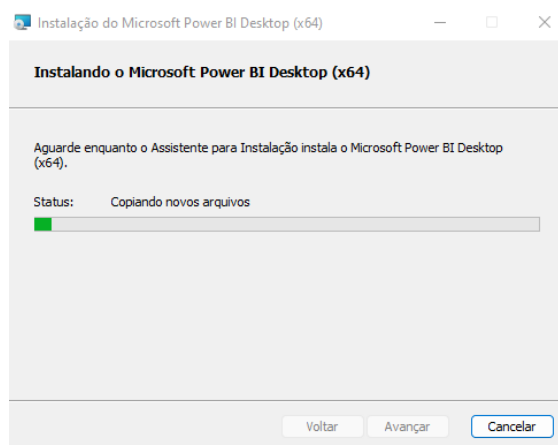 Instalação do Microsoft Power BI Desktop (x64)
Instalando o Microsoft Power BI Desktop (x64)
Aguarde enquanto o Assistente para Instalação instala o Microsoft Power BI Desktop
(x64).
Status: Copiando novos arquivos
Voltar Avançar Cancelar